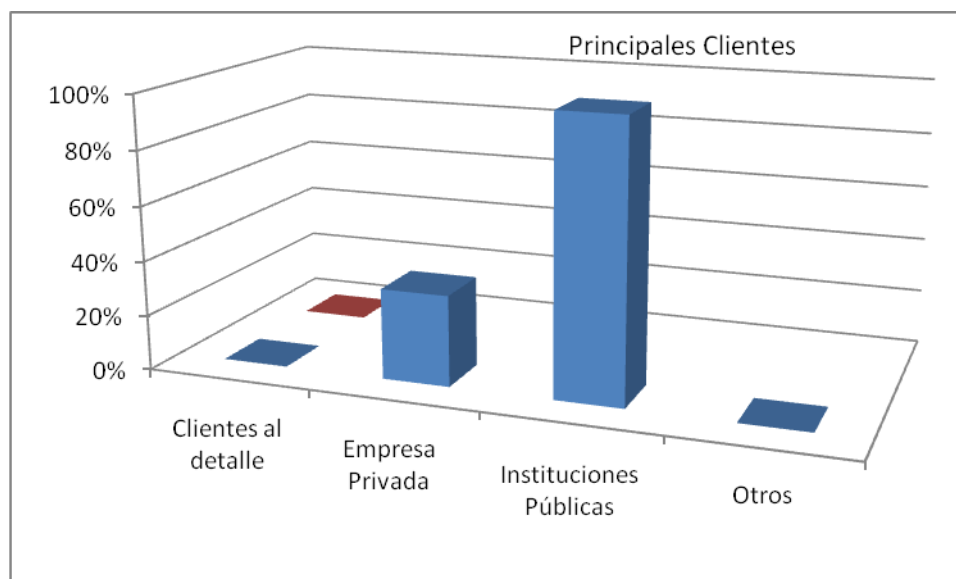 Principales Clientes
100%
80%
60%
40%
20%
0%
Clientes al
detalle
Empresa
Privada
Instituciones
Públicas
Otros